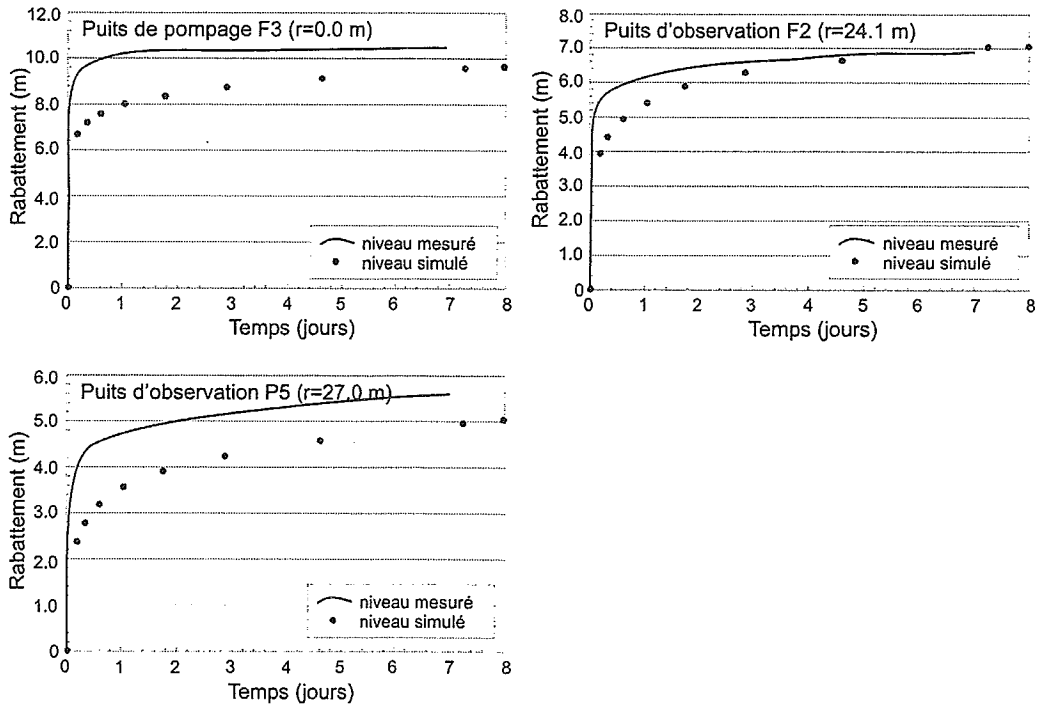 Puits de pompage F3 (r=0.0 m)
12.0
10.0
8.0
6.0
4.0
2.0
0
Rabattement (m)
niveau mesuré
niveau simulé
0 1 2 3 4 5 6 7 8
Temps (jours)
Puits d'observation F2 (r=24.1 m)
8.0
7.0
6.0
5.0
4.0
3.0
2.0
1.0
0
Rabattement (m)
niveau mesuré
niveau simulé
0 1 2 3 4 5 6 7 8
Temps (jours)
Puits d'observation P5 (r=27.0 m)
6.0
5.0
4.0
3.0
2.0
1.0
0
Rabattement (m)
niveau mesuré
niveau simulé
0 1 2 3 4 5 6 7 8
Temps (jours)